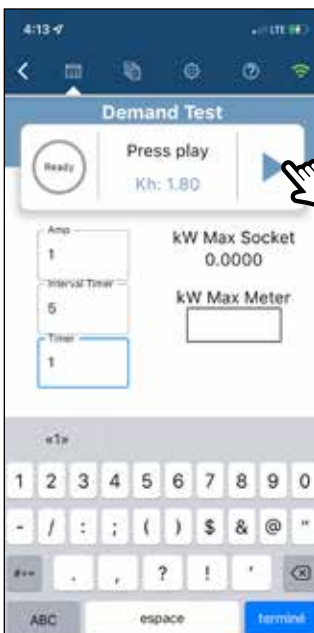 4:13
LTE
Demand Test
Ready
Press play
Kh: 1.80
Amp
1
kW Max Socket
0.0000
Interval Timer
5
kW Max Meter
Timer
1
«1»
1 2 3 4 5 6 7 8 9 0
- / : ; ( ) $ & @ "
#+= . , ? ! '
ABC espace terminé